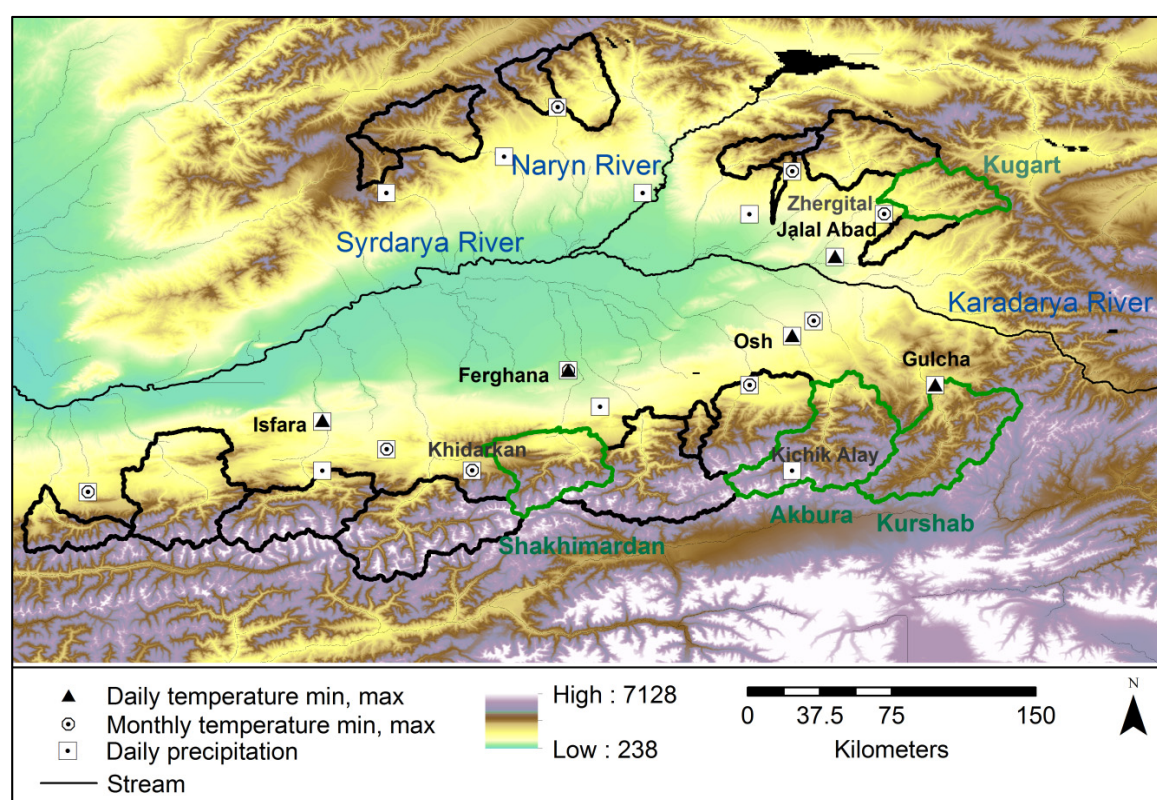 Naryn River
Kugart
Zhergital
Jalal Abad
Syrdarya River
Karadarya River
Osh
Gulcha
Ferghana
Isfara
Khidarkan
Kichik Alay
Akbura
Kurshab
Shakhimardan
Daily temperature min, max
Monthly temperature min, max
Daily precipitation
Stream
High : 7128
Low : 238
0 37.5 75 150
Kilometers
N